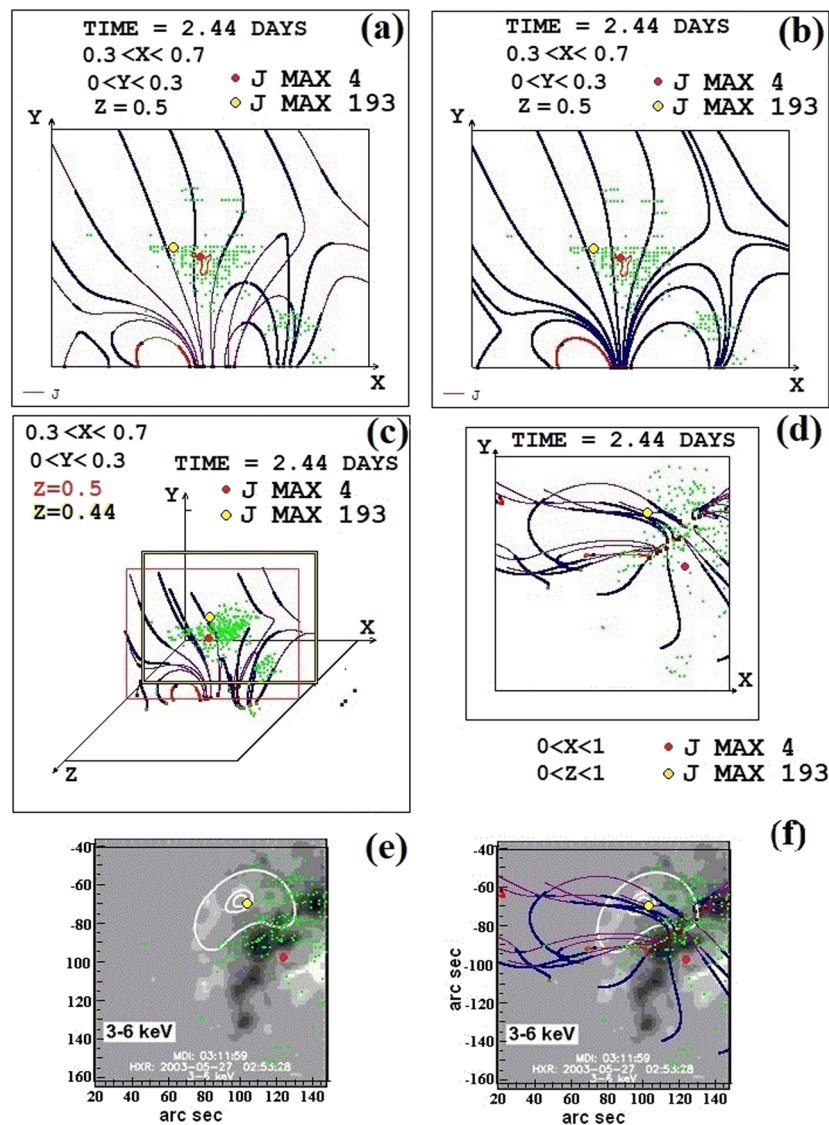 (a)
TIME = 2.44 DAYS
0.3 <X< 0.7
0<Y< 0.3
Z = 0.5
J MAX 4
J MAX 193
Y
X
J
(b)
TIME = 2.44 DAYS
0.3 <X< 0.7
0<Y< 0.3
Z = 0.5
J MAX 4
J MAX 193
Y
X
J
(c)
0.3 <X< 0.7
0<Y< 0.3
Z=0.5
Z=0.44
TIME = 2.44 DAYS
J MAX 4
J MAX 193
Y
X
Z
(d)
TIME = 2.44 DAYS
Y
X
0<X<1
0<Z<1
J MAX 4
J MAX 193
(e)
-40
-60
-80
-100
-120
-140
-160
3-6 keV
MDI: 03:11:59
HXR: 2003-05-27 02:53:28
3-6 keV
20 40 60 80 100 120 140
arc sec
(f)
arc sec
-40
-60
-80
-100
-120
-140
-160
3-6 keV
MDI: 03:11:59
HXR: 2003-05-27 02:53:28
3-6 keV
20 40 60 80 100 120 140
arc sec